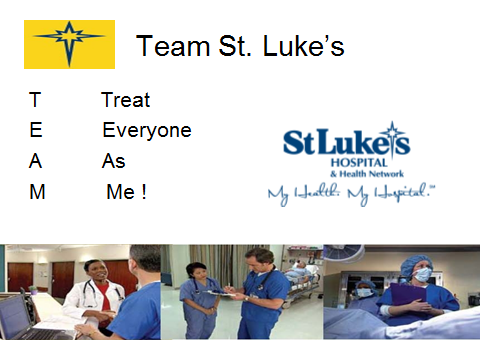 Team St. Luke’s
T Treat
E Everyone
A As
M Me !
St Luke's
HOSPITAL
& Health Network
My Health. My Hospital.℠